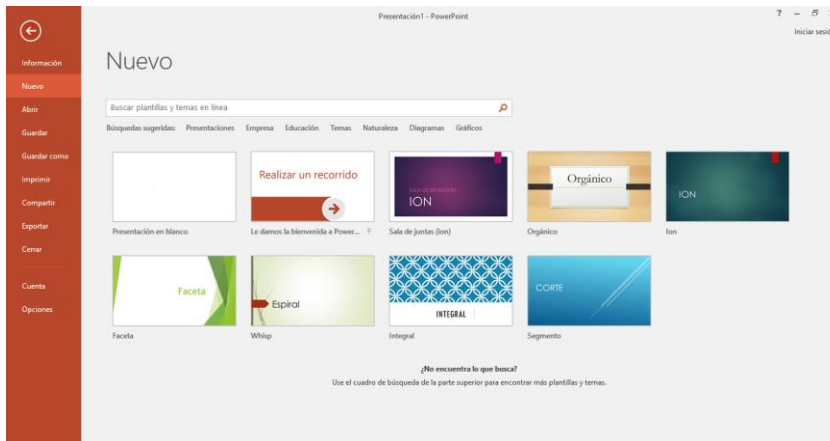 Presentación1 - PowerPoint
?
Iniciar sesió
Información
Nuevo
Abrir
Guardar
Guardar como
Imprimir
Compartir
Exportar
Cerrar
Cuenta
Opciones
Nuevo
Buscar plantillas y temas en línea
Búsquedas sugeridas: Presentaciones Empresa Educación Temas Naturaleza Diagramas Gráficos
Presentación en blanco
Realizar un recorrido
Le damos la bienvenida a Power...
SALA DE REUNIONES
ION
Sala de juntas (ion)
Orgánico
Orgánico
ION
Ion
Faceta
Faceta
Espiral
Whisp
INTEGRAL
Integral
CORTE
Segmento
¿No encuentra lo que busca?
Use el cuadro de búsqueda de la parte superior para encontrar más plantillas y temas.